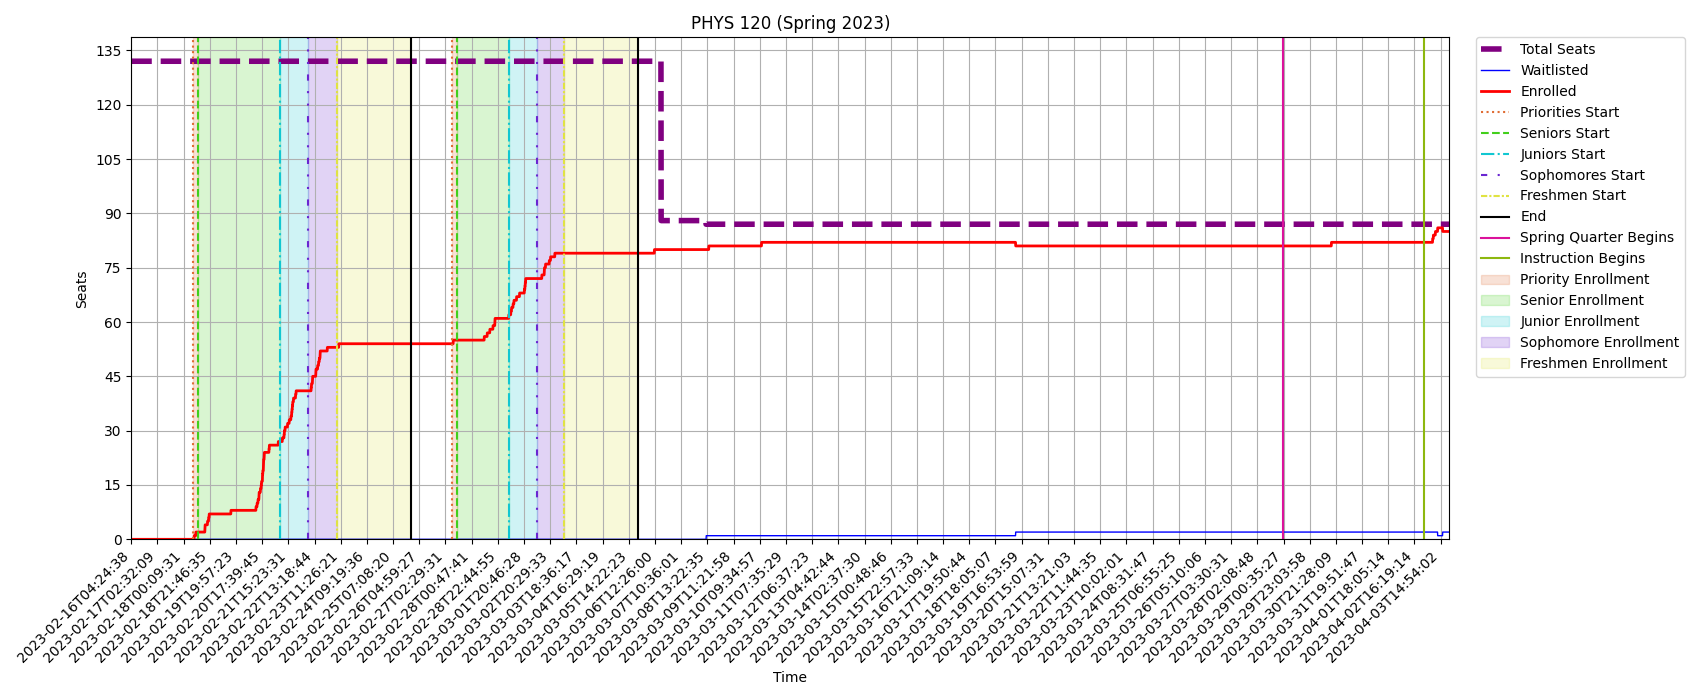 PHYS 120 (Spring 2023)
Seats
135
120
105
90
75
60
45
30
15
0
2023-02-16T04:24:38
2023-02-17T02:32:09
2023-02-18T00:09:31
2023-02-18T21:46:35
2023-02-19T19:57:23
2023-02-20T17:39:45
2023-02-21T15:23:31
2023-02-22T13:18:44
2023-02-23T11:26:21
2023-02-24T09:19:36
2023-02-25T07:08:20
2023-02-26T04:59:27
2023-02-27T02:29:31
2023-02-28T00:47:41
2023-02-28T22:44:55
2023-03-01T20:46:28
2023-03-02T20:29:33
2023-03-03T18:36:17
2023-03-04T16:29:19
2023-03-05T14:22:23
2023-03-06T12:26:00
2023-03-07T10:36:01
2023-03-08T13:22:35
2023-03-09T11:21:58
2023-03-10T09:34:57
2023-03-11T07:35:29
2023-03-12T06:37:23
2023-03-13T04:42:44
2023-03-14T02:37:30
2023-03-15T00:48:46
2023-03-15T22:57:33
2023-03-16T21:09:14
2023-03-17T19:50:44
2023-03-18T18:05:07
2023-03-19T16:53:59
2023-03-20T15:07:31
2023-03-21T13:21:03
2023-03-22T11:44:35
2023-03-23T10:02:01
2023-03-24T08:31:47
2023-03-25T06:55:25
2023-03-26T05:10:06
2023-03-27T03:30:31
2023-03-28T02:08:48
2023-03-29T00:35:27
2023-03-29T23:03:58
2023-03-30T21:28:09
2023-03-31T19:51:47
2023-04-01T18:05:14
2023-04-02T16:19:14
2023-04-03T14:54:02
Time
Total Seats
Waitlisted
Enrolled
Priorities Start
Seniors Start
Juniors Start
Sophomores Start
Freshmen Start
End
Spring Quarter Begins
Instruction Begins
Priority Enrollment
Senior Enrollment
Junior Enrollment
Sophomore Enrollment
Freshmen Enrollment